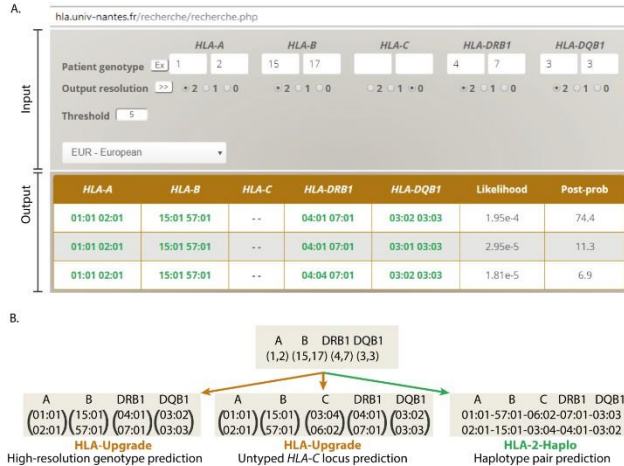 A.
hla.univ-nantes.fr/recherche/recherche.php
HLA-A HLA-B HLA-C HLA-DRB1 HLA-DQB1
Patient genotype Ex 1 2 15 17 4 7 3 3
Output resolution >> 2 1 0 2 1 0 2 1 0 2 1 0 2 1 0
Threshold 5
EUR - European
Input
Output
HLA-A HLA-B HLA-C HLA-DRB1 HLA-DQB1 Likelihood Post-prob
01:01 02:01 15:01 57:01 - - 04:01 07:01 03:02 03:03 1.95e-4 74.4
01:01 02:01 15:01 57:01 - - 04:01 07:01 03:01 03:03 2.95e-5 11.3
01:01 02:01 15:01 57:01 - - 04:04 07:01 03:02 03:03 1.81e-5 6.9
B.
A B DRB1 DQB1
(1,2) (15,17) (4,7) (3,3)
A B DRB1 DQB1
(01:01) (15:01) (04:01) (03:02)
(02:01) (57:01) (07:01) (03:03)
HLA-Upgrade
High-resolution genotype prediction
A B C DRB1 DQB1
(01:01) (15:01) (03:04) (04:01) (03:02)
(02:01) (57:01) (06:02) (07:01) (03:03)
HLA-Upgrade
Untyped HLA-C locus prediction
A B C DRB1 DQB1
01:01-57:01-06:02-07:01-03:03
02:01-15:01-03:04-04:01-03:02
HLA-2-Haplo
Haplotype pair prediction